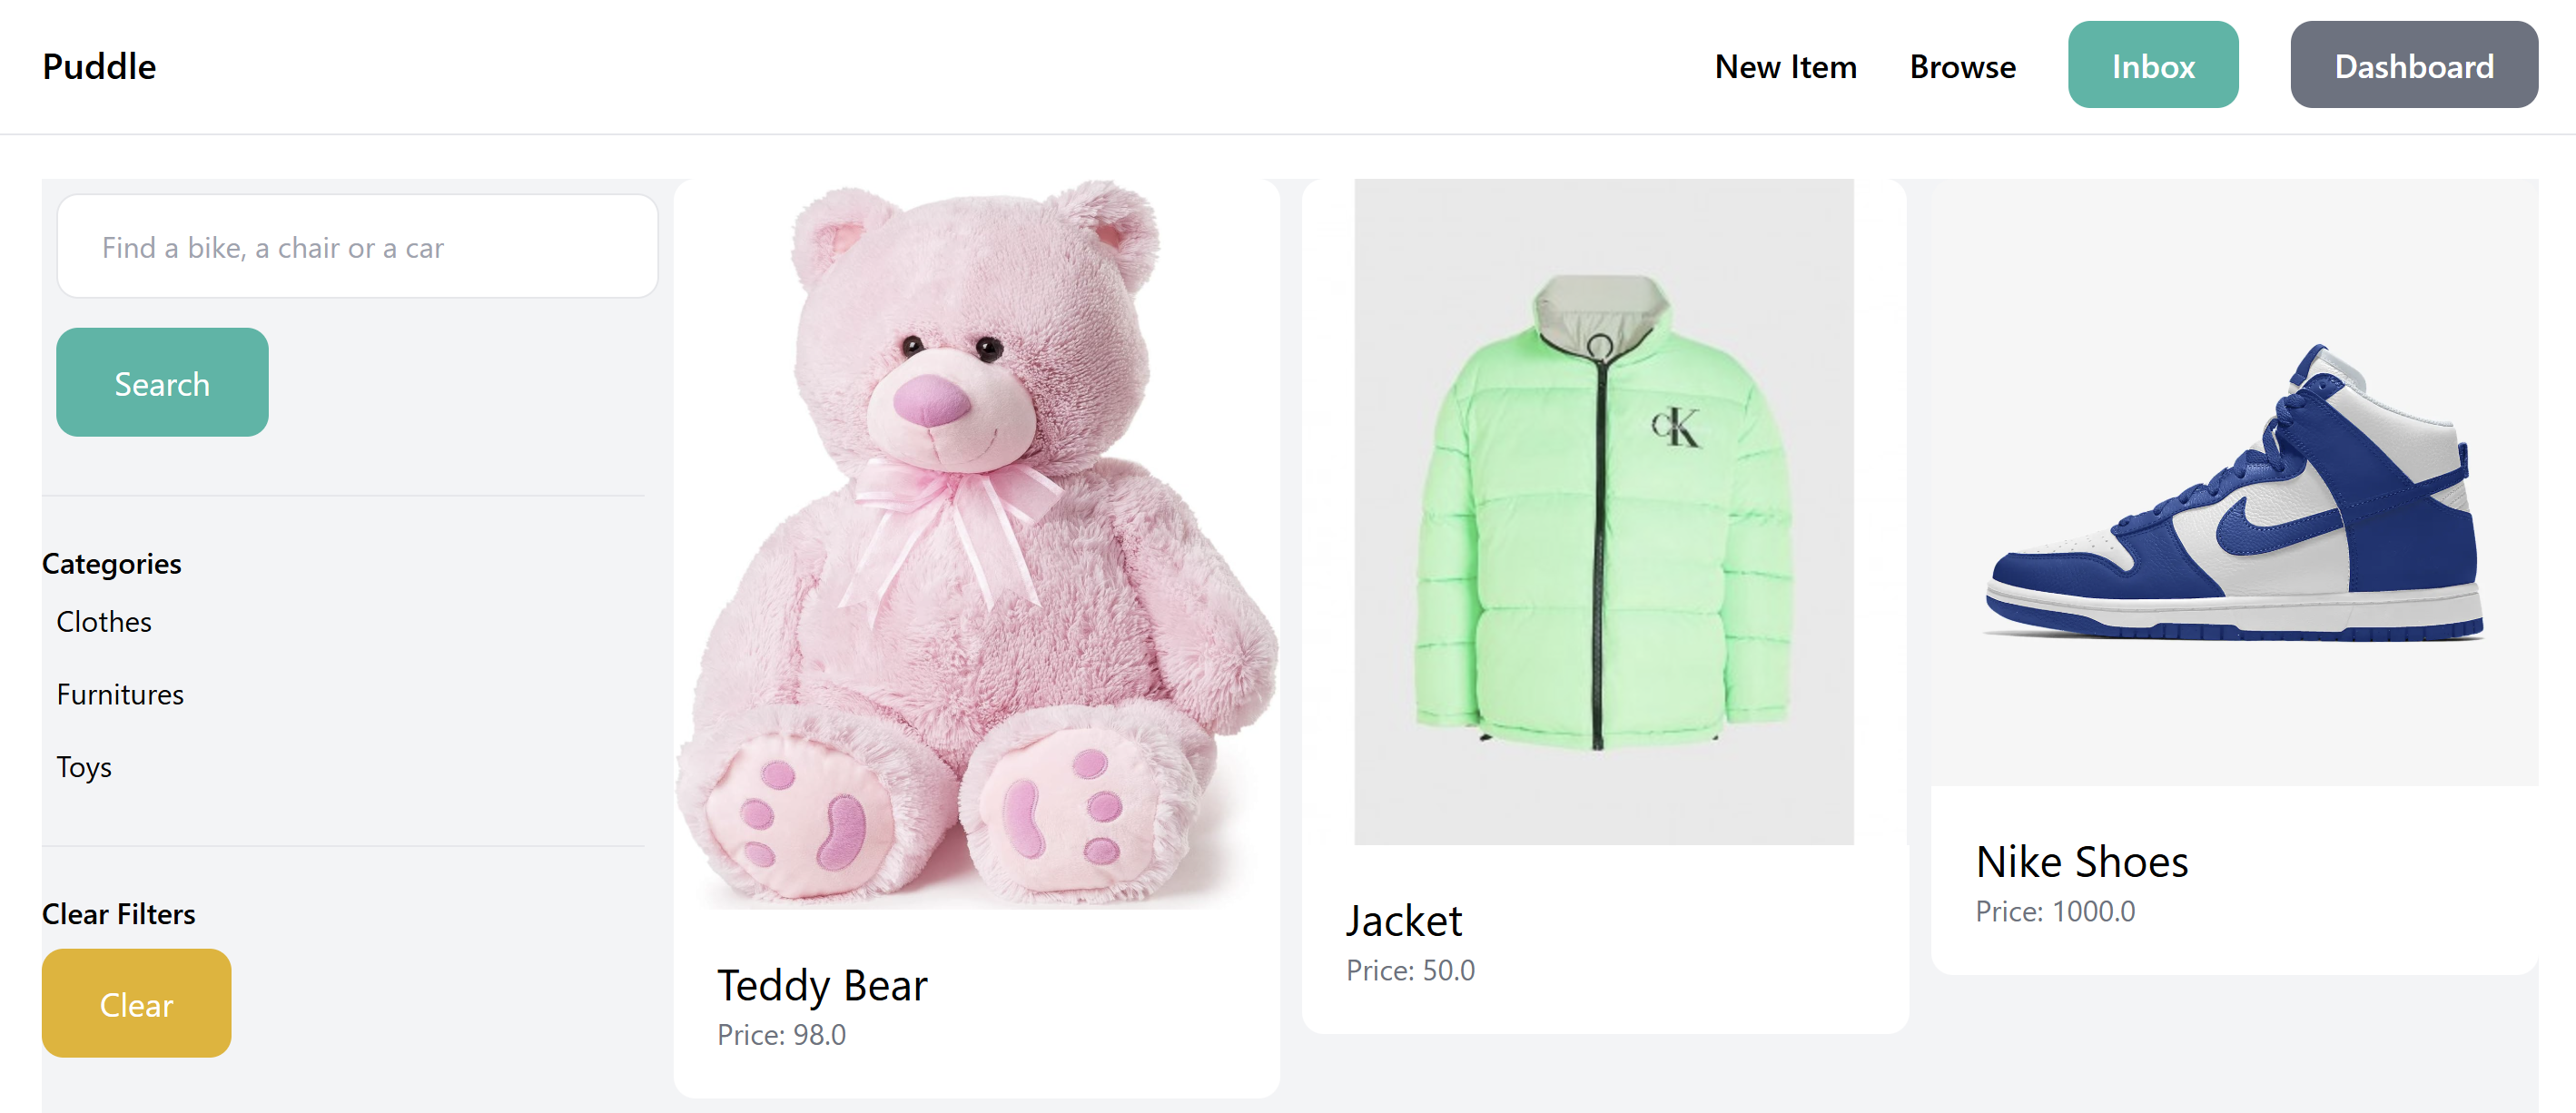 Puddle
New Item
Browse
Inbox
Dashboard
Find a bike, a chair or a car
Search
Categories
Clothes
Furnitures
Toys
Clear Filters
Clear
Teddy Bear
Price: 98.0
cK
Jacket
Price: 50.0
Nike Shoes
Price: 1000.0